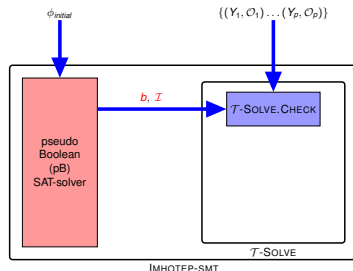 ϕinitial
{(Y1, O1) … (Yp, Op)}
b, I
T-SOLVE.CHECK
pseudo
Boolean
(pB)
SAT-solver
T-SOLVE
IMHOTEP-SMT